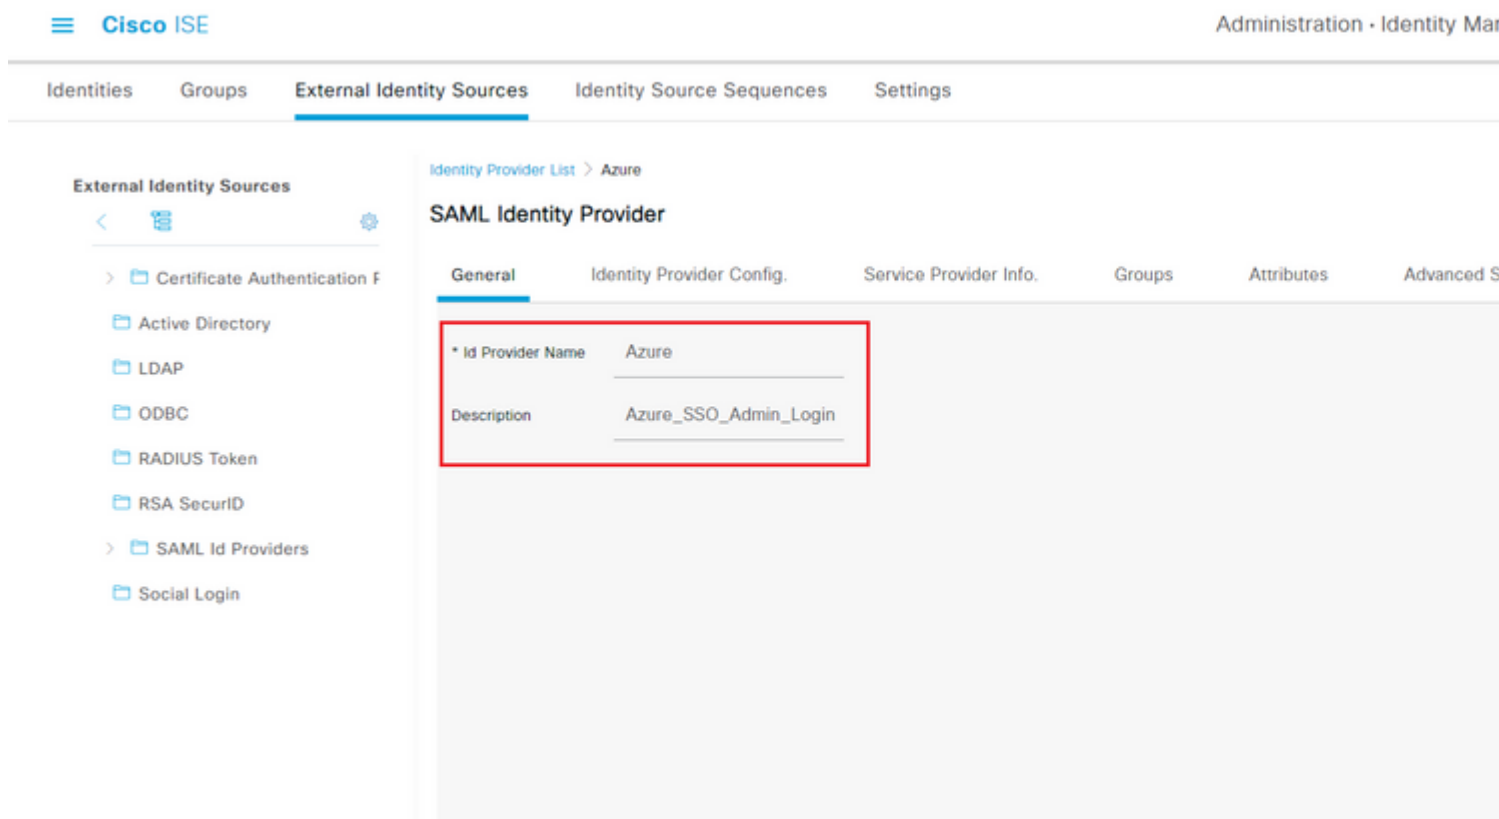 Cisco ISE
Administration · Identity Mar
Identities Groups External Identity Sources Identity Source Sequences Settings
External Identity Sources
Certificate Authentication F
Active Directory
LDAP
ODBC
RADIUS Token
RSA SecurID
SAML Id Providers
Social Login
Identity Provider List > Azure
SAML Identity Provider
General Identity Provider Config. Service Provider Info. Groups Attributes Advanced S
* Id Provider Name Azure
Description Azure_SSO_Admin_Login